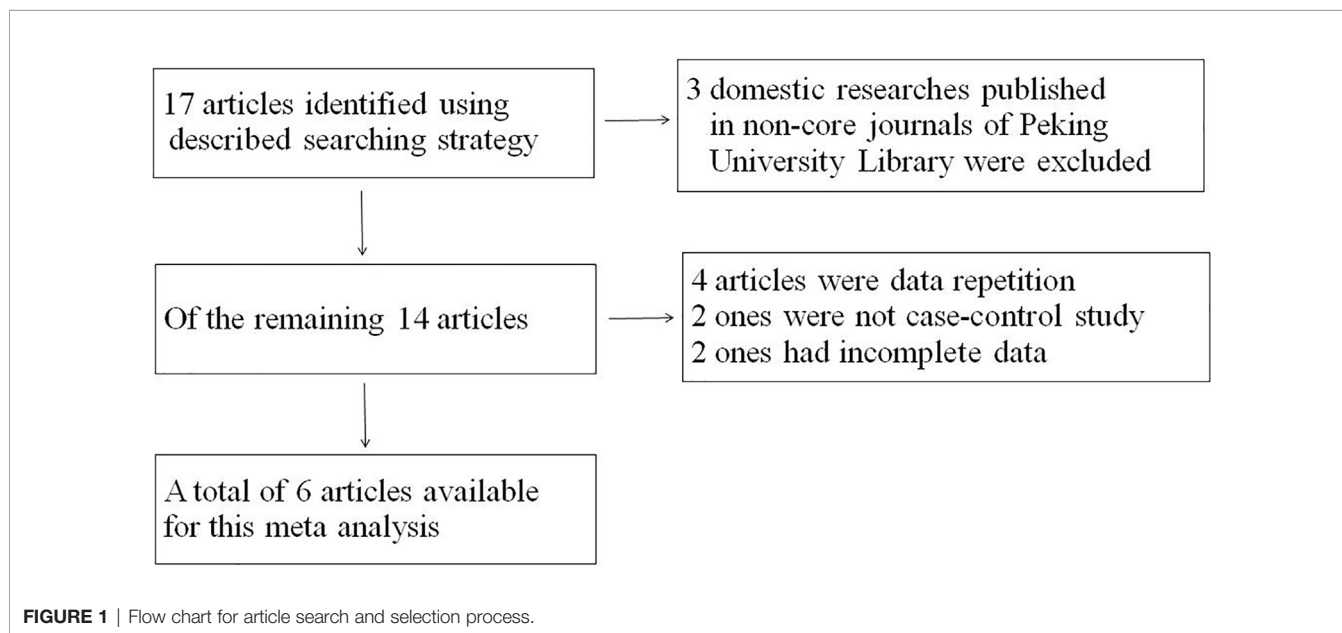 17 articles identified using
described searching strategy
3 domestic researches published
in non-core journals of Peking
University Library were excluded
Of the remaining 14 articles
4 articles were data repetition
2 ones were not case-control study
2 ones had incomplete data
A total of 6 articles available
for this meta analysis
FIGURE 1 | Flow chart for article search and selection process.